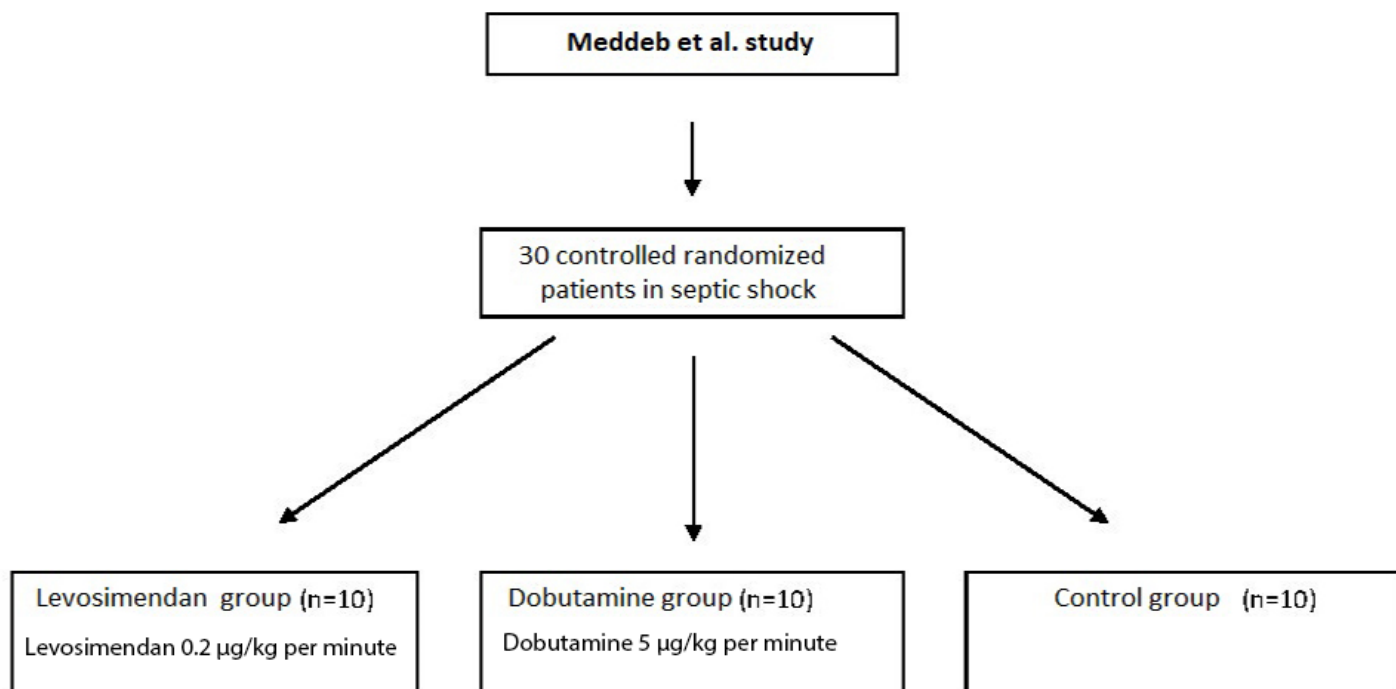 Meddeb et al. study
30 controlled randomized
patients in septic shock
Levosimendan group (n=10)
Levosimendan 0.2 µg/kg per minute
Dobutamine group (n=10)
Dobutamine 5 µg/kg per minute
Control group (n=10)